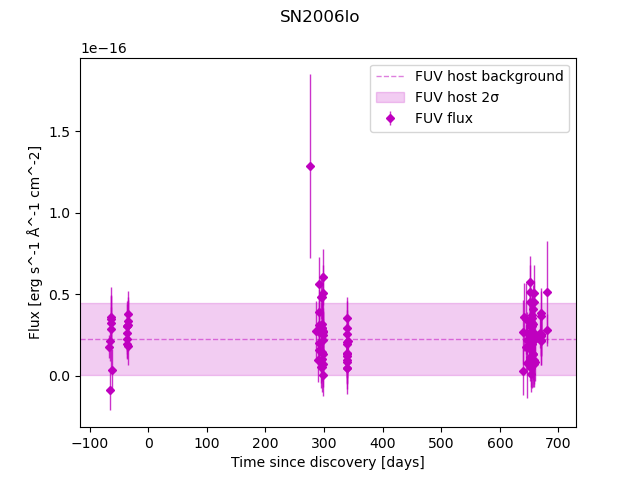 SN2006lo
1e−16
FUV host background
FUV host 2σ
FUV flux
1.5
1.0
0.5
0.0
Flux [erg s^-1 Å^-1 cm^-2]
−100 0 100 200 300 400 500 600 700
Time since discovery [days]